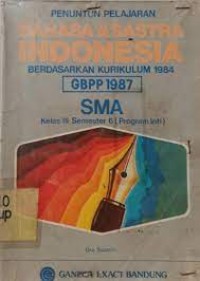 PENUNTUN PELAJARAN
BAHASA & SASTRA
INDONESIA
BERDASARKAN KURIKULUM 1984
GBPP 1987
SMA
Kelas III Semester 6 (Program Inti)
Drs
GANECA EXACT BANDUNG